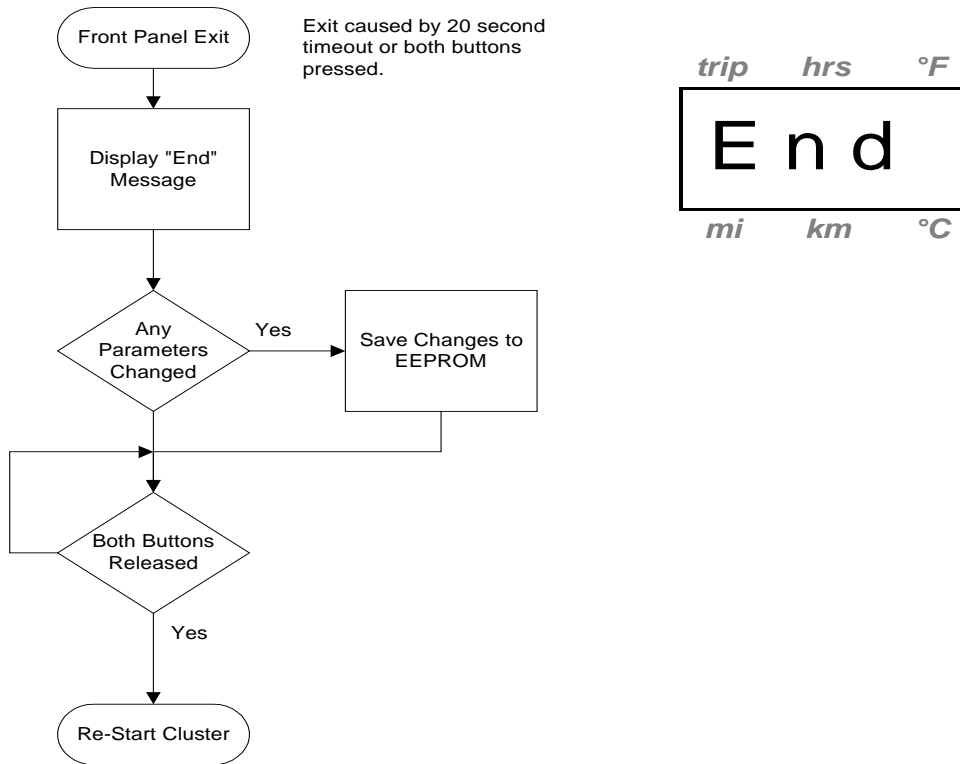 Front Panel Exit
Exit caused by 20 second
timeout or both buttons
pressed.
trip hrs °F
E n d
mi km °C
Display "End"
Message
Any
Parameters
Changed
Yes
Save Changes to
EEPROM
Both Buttons
Released
Yes
Re-Start Cluster